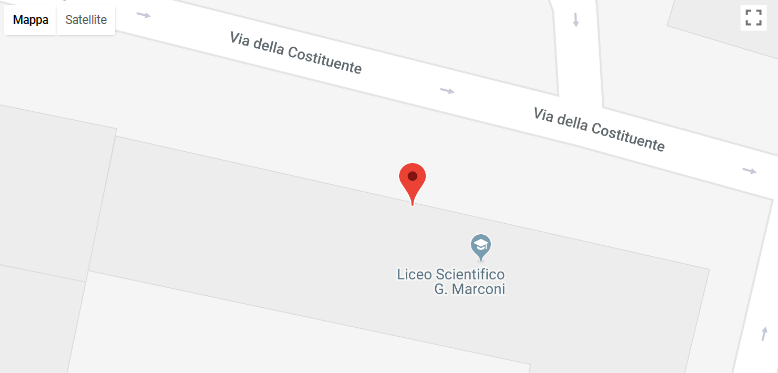 Mappa
Satellite
Via della Costituente
Via della Costituente
Liceo Scientifico
G. Marconi